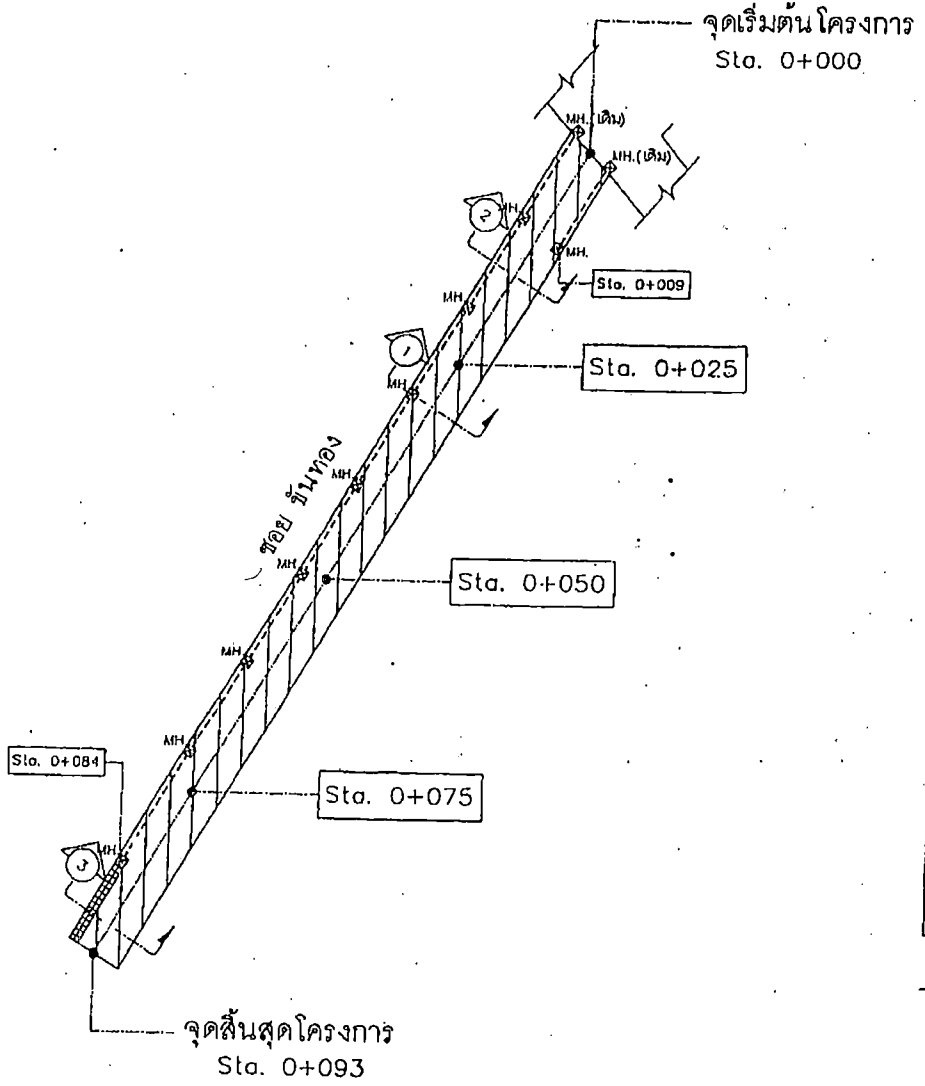 จุดเริ่มต้นโครงการ
Sta. 0+000
MH.(เดิม)
MH.(เดิม)
2
MH.
MH.
Sta. 0+009
MH.
1
Sta. 0+025
MH.
ซอย ขันทอง
MH.
MH.
Sta. 0+050
MH.
MH.
Sta. 0+084
Sta. 0+075
MH.
3
จุดสิ้นสุดโครงการ
Sta. 0+093